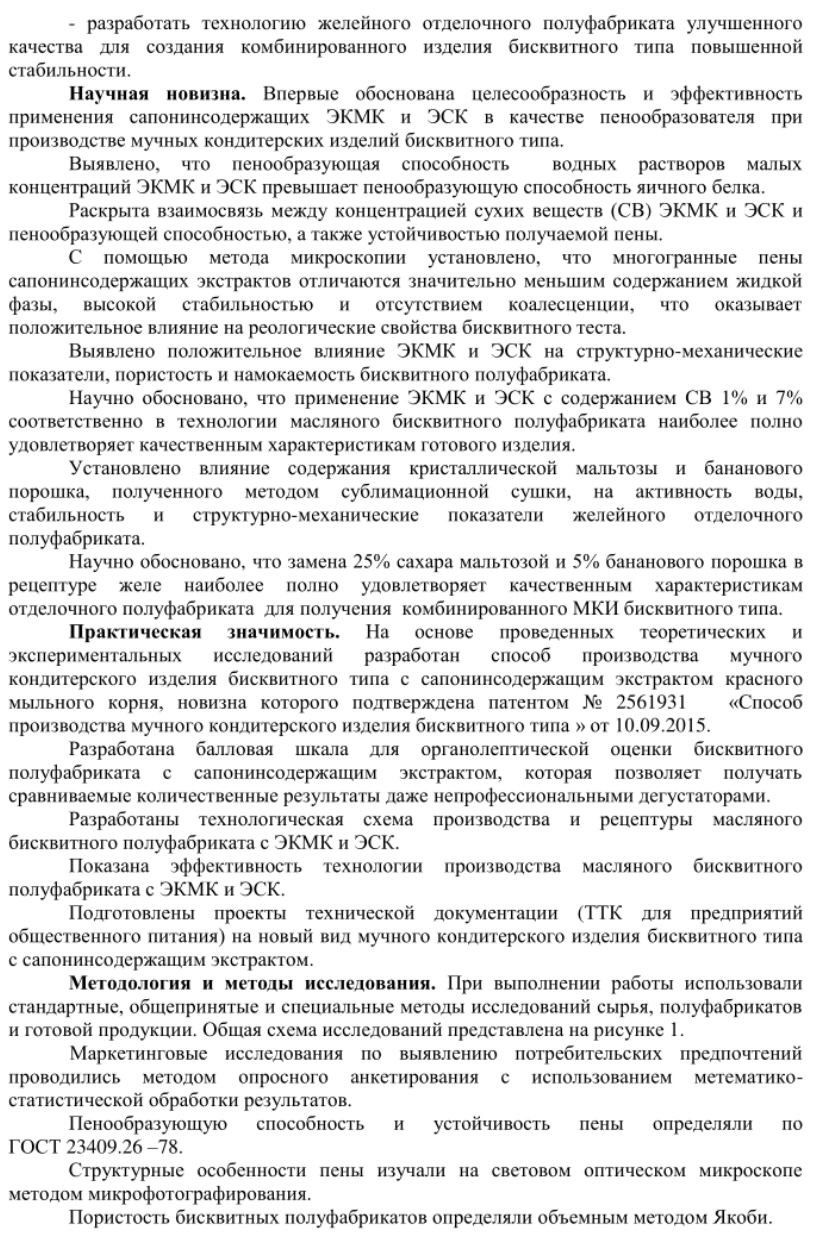 - разработать технологию желейного отделочного полуфабриката улучшенного
качества для создания комбинированного изделия бисквитного типа повышенной
стабильности.
Научная новизна. Впервые обоснована целесообразность и эффективность
применения сапонинсодержащих ЭКМК и ЭСК в качестве пенообразователя при
производстве мучных кондитерских изделий бисквитного типа.
Выявлено, что пенообразующая способность водных растворов малых
концентраций ЭКМК и ЭСК превышает пенообразующую способность яичного белка.
Раскрыта взаимосвязь между концентрацией сухих веществ (СВ) ЭКМК и ЭСК и
пенообразующей способностью, а также устойчивостью получаемой пены.
С помощью метода микроскопии установлено, что многогранные пены
сапонинсодержащих экстрактов отличаются значительно меньшим содержанием жидкой
фазы, высокой стабильностью и отсутствием коалесценции, что оказывает
положительное влияние на реологические свойства бисквитного теста.
Выявлено положительное влияние ЭКМК и ЭСК на структурно-механические
показатели, пористость и намокаемость бисквитного полуфабриката.
Научно обосновано, что применение ЭКМК и ЭСК с содержанием СВ 1% и 7%
соответственно в технологии масляного бисквитного полуфабриката наиболее полно
удовлетворяет качественным характеристикам готового изделия.
Установлено влияние содержания кристаллической мальтозы и бананового
порошка, полученного методом сублимационной сушки, на активность воды,
стабильность и структурно-механические показатели желейного отделочного
полуфабриката.
Научно обосновано, что замена 25% сахара мальтозой и 5% бананового порошка в
рецептуре желе наиболее полно удовлетворяет качественным характеристикам
отделочного полуфабриката для получения комбинированного МКИ бисквитного типа.
Практическая значимость. На основе проведенных теоретических и
экспериментальных исследований разработан способ производства мучного
кондитерского изделия бисквитного типа с сапонинсодержащим экстрактом красного
мыльного корня, новизна которого подтверждена патентом № 2561931 «Способ
производства мучного кондитерского изделия бисквитного типа » от 10.09.2015.
Разработана балловая шкала для органолептической оценки бисквитного
полуфабриката с сапонинсодержащим экстрактом, которая позволяет получать
сравниваемые количественные результаты даже непрофессиональными дегустаторами.
Разработаны технологическая схема производства и рецептуры масляного
бисквитного полуфабриката с ЭКМК и ЭСК.
Показана эффективность технологии производства масляного бисквитного
полуфабриката с ЭКМК и ЭСК.
Подготовлены проекты технической документации (ТТК для предприятий
общественного питания) на новый вид мучного кондитерского изделия бисквитного типа
с сапонинсодержащим экстрактом.
Методология и методы исследования. При выполнении работы использовали
стандартные, общепринятые и специальные методы исследований сырья, полуфабрикатов
и готовой продукции. Общая схема исследований представлена на рисунке 1.
Маркетинговые исследования по выявлению потребительских предпочтений
проводились методом опросного анкетирования с использованием метематико-
статистической обработки результатов.
Пенообразующую способность и устойчивость пены определяли по
ГОСТ 23409.26 –78.
Структурные особенности пены изучали на световом оптическом микроскопе
методом микрофотографирования.
Пористость бисквитных полуфабрикатов определяли объемным методом Якоби.